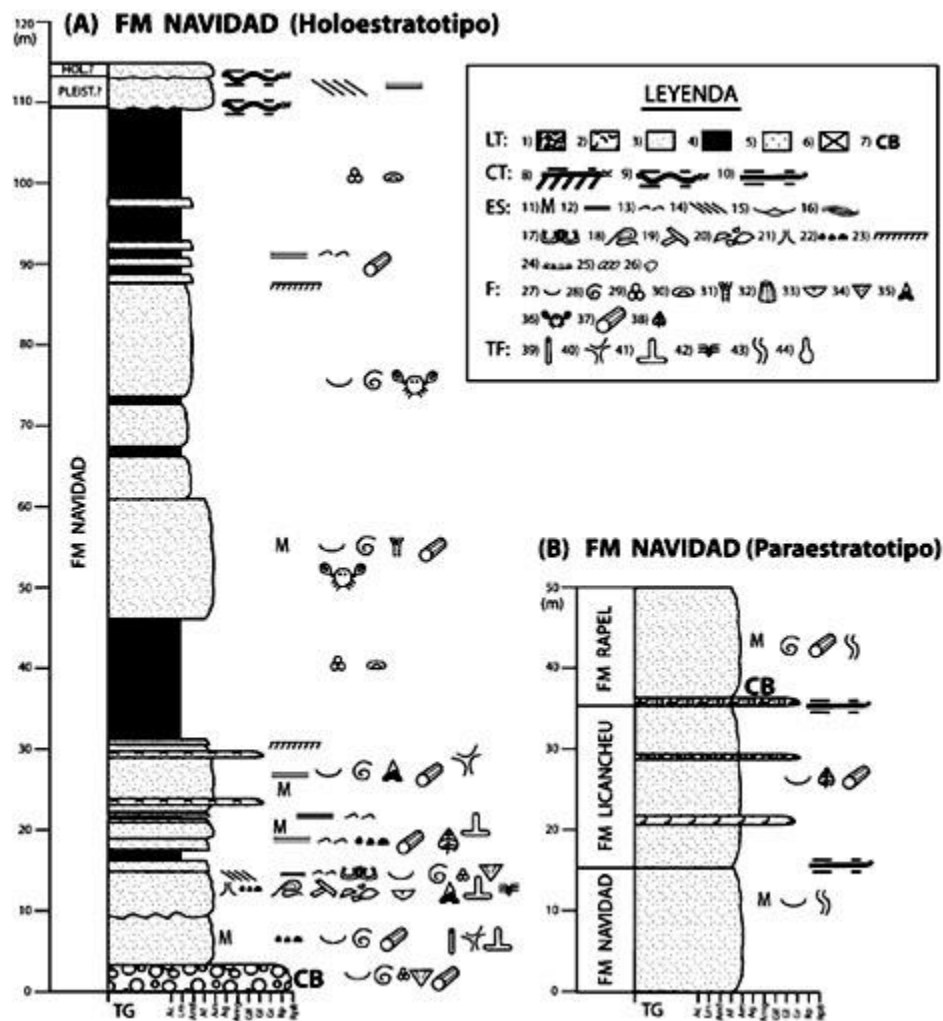 (A) FM NAVIDAD (Holoestratotipo)
120
(m)
110
100
90
80
70
60
50
40
30
20
10
0
HOL.?
PLEIST.?
FM NAVIDAD
M
M
M
M
CB
TG
LEYENDA
LT: 1) 2) 3) 4) 5) 6) 7) CB
CT: 8) 9) 10)
ES: 11) M 12) 13) 14) 15) 16)
17) 18) 19) 20) 21) 22) 23)
24) 25) 26)
F: 27) 28) 29) 30) 31) 32) 33) 34) 35)
36) 37) 38)
TF: 39) 40) 41) 42) 43) 44)
(B) FM NAVIDAD (Paraestratotipo)
50
(m)
40
30
20
10
0
FM RAPEL
FM LICANCHEU
FM NAVIDAD
M
CB
M
TG